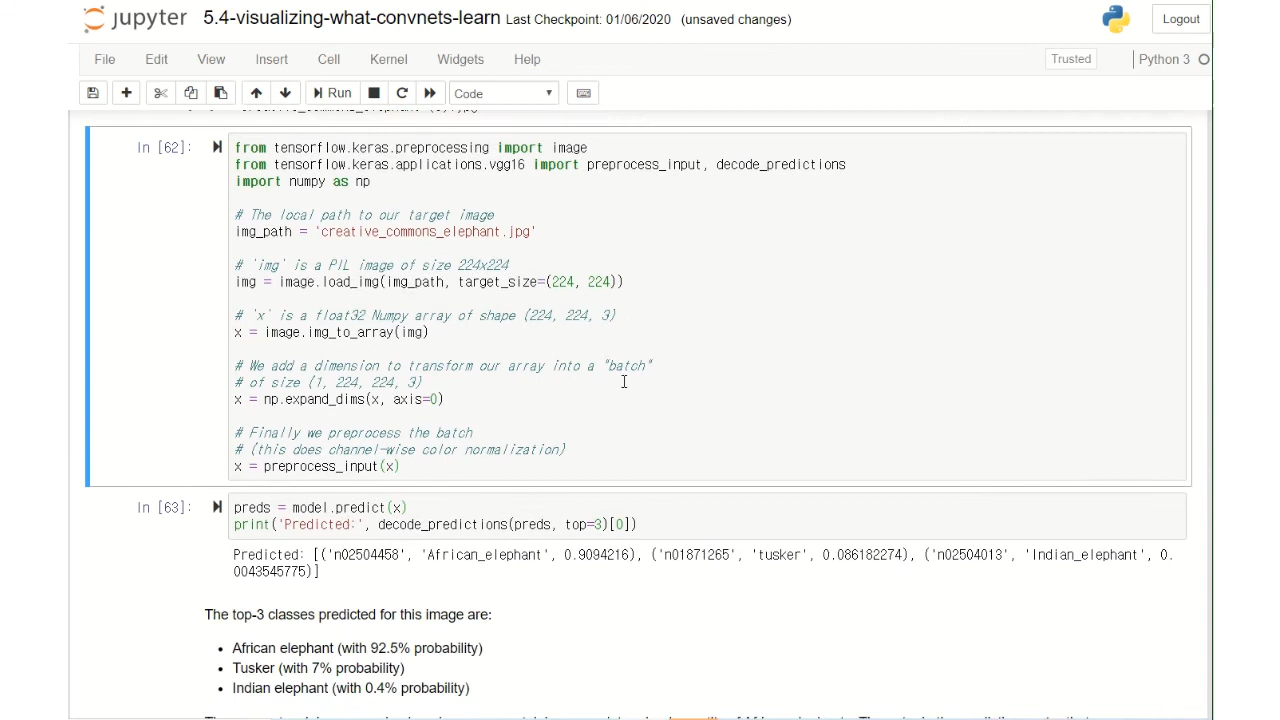 jupyter 5.4-visualizing-what-convnets-learn Last Checkpoint: 01/06/2020 (unsaved changes) Logout
File Edit View Insert Cell Kernel Widgets Help Trusted Python 3
Run Code
In [62]:
from tensorflow.keras.preprocessing import image
from tensorflow.keras.applications.vgg16 import preprocess_input, decode_predictions
import numpy as np
# The local path to our target image
img_path = 'creative_commons_elephant.jpg'
# `img` is a PIL image of size 224x224
img = image.load_img(img_path, target_size=(224, 224))
# `x` is a float32 Numpy array of shape (224, 224, 3)
x = image.img_to_array(img)
# We add a dimension to transform our array into a "batch"
# of size (1, 224, 224, 3)
x = np.expand_dims(x, axis=0)
# Finally we preprocess the batch
# (this does channel-wise color normalization)
x = preprocess_input(x)
In [63]:
preds = model.predict(x)
print('Predicted:', decode_predictions(preds, top=3)[0])
Predicted: [('n02504458', 'African_elephant', 0.9094216), ('n01871265', 'tusker', 0.086182274), ('n02504013', 'Indian_elephant', 0.
0043545775)]
The top-3 classes predicted for this image are:
• African elephant (with 92.5% probability)
• Tusker (with 7% probability)
• Indian elephant (with 0.4% probability)